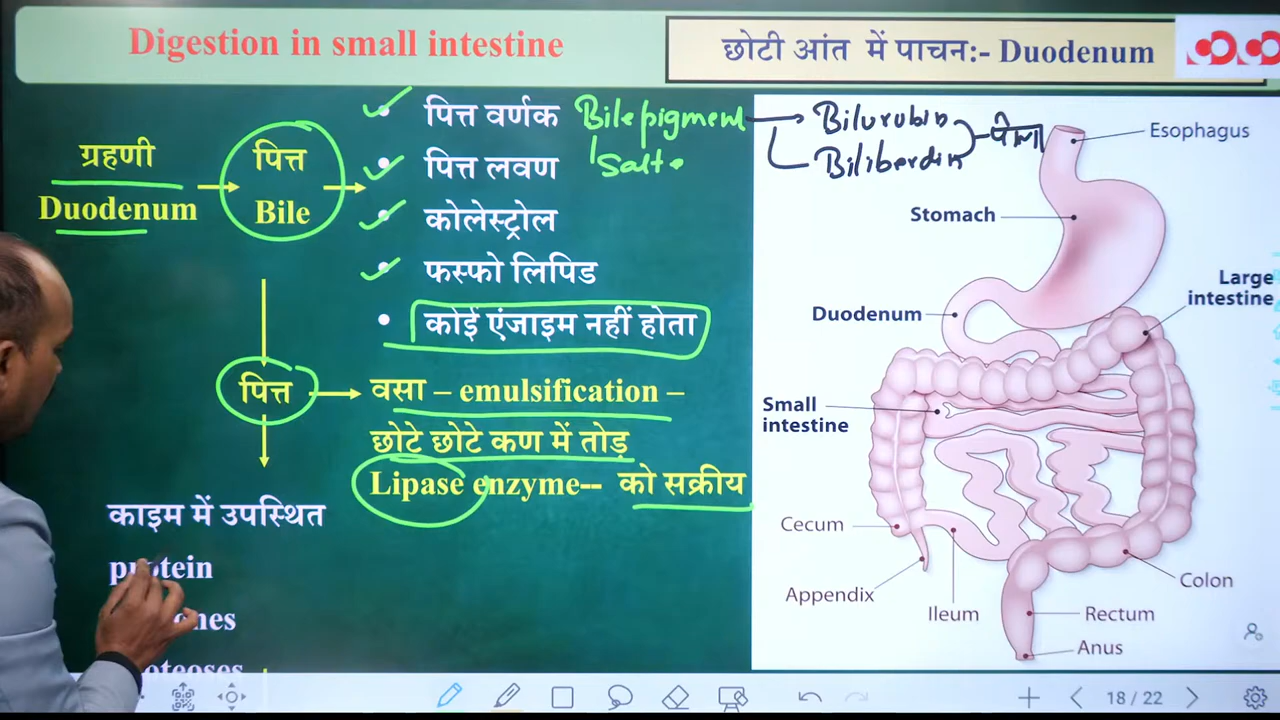 Digestion in small intestine
छोटी आंत में पाचन:- Duodenum
ग्रहणी
Duodenum
पित्त
Bile
पित्त वर्णक Bile pigment
Bilurubin
Biliberdin
पीला
पित्त लवण
Salts
कोलेस्ट्रोल
फस्फो लिपिड
कोई एंजाइम नहीं होता
पित्त
वसा – emulsification –
छोटे छोटे कण में तोड़
Lipase enzyme-- को सक्रीय
काइम में उपस्थित
protein
Esophagus
Stomach
Large
intestine
Duodenum
Small
intestine
Cecum
Appendix
Ileum
Colon
Rectum
Anus
18 / 22